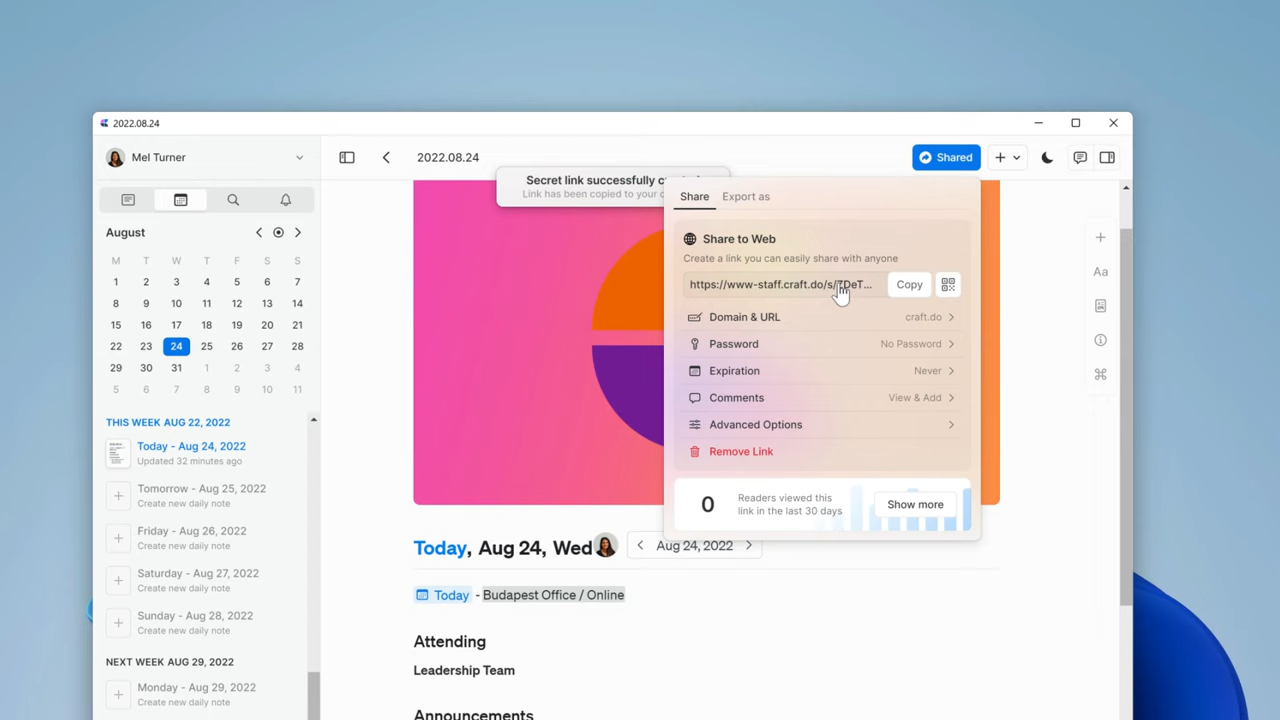 2022.08.24
Mel Turner
2022.08.24
Shared
August
M T W T F S S
1 2 3 4 5 6 7
8 9 10 11 12 13 14
15 16 17 18 19 20 21
22 23 24 25 26 27 28
29 30 31 1 2 3 4
5 6 7 8 9 10 11
THIS WEEK AUG 22, 2022
Today - Aug 24, 2022
Updated 32 minutes ago
Tomorrow - Aug 25, 2022
Create new daily note
Friday - Aug 26, 2022
Create new daily note
Saturday - Aug 27, 2022
Create new daily note
Sunday - Aug 28, 2022
Create new daily note
NEXT WEEK AUG 29, 2022
Monday - Aug 29, 2022
Create new daily note
Secret link successfully
Link has been copied to your
Share Export as
Share to Web
Create a link you can easily share with anyone
Copy
Domain & URL craft.do
Password No Password
Expiration Never
Comments View & Add
Advanced Options
Remove Link
0
Readers viewed this
link in the last 30 days
Show more
Aa
Today, Aug 24, Wed
Aug 24, 2022
Today - Budapest Office / Online
Attending
Leadership Team
Announcements